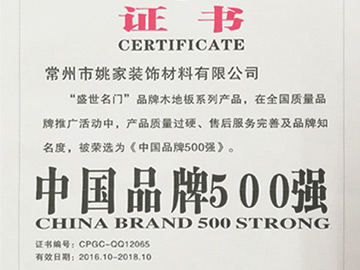 证书
CERTIFICATE
常州市姚家装饰材料有限公司
“盛世名门”品牌木地板系列产品，在全国质量品
牌推广活动中，产品质量过硬、售后服务完善及品牌知
名度，被荣选为《中国品牌500强》。
中国品牌500强
CHINA BRAND 500 STRONG
证书编号：CPGC-QQ12065
有效日期：2016.10-2018.10